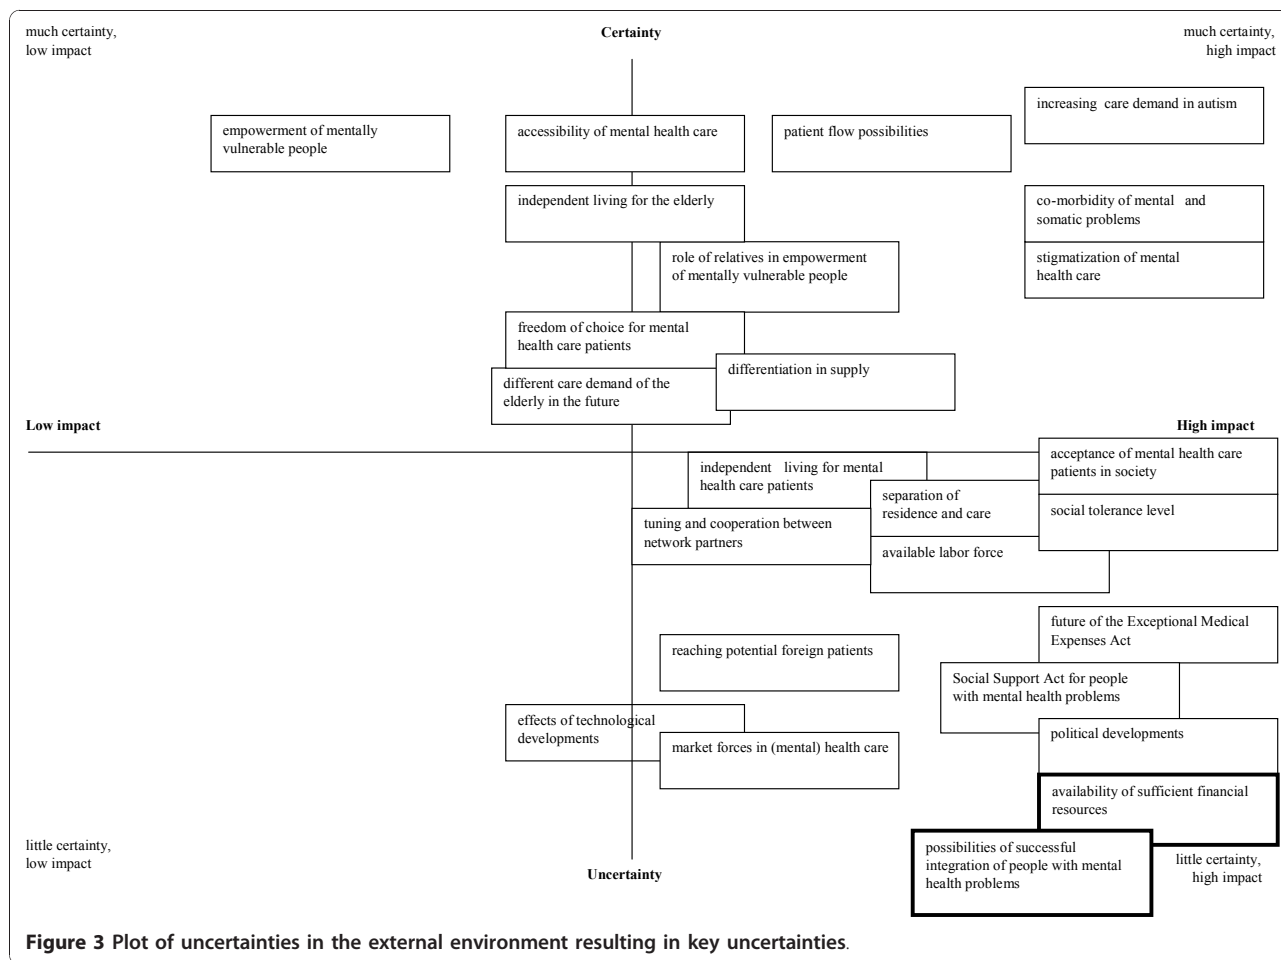 much certainty,
low impact
Certainty
much certainty,
high impact
increasing care demand in autism
empowerment of mentally
vulnerable people
accessibility of mental health care
patient flow possibilities
independent living for the elderly
co-morbidity of mental and
somatic problems
role of relatives in empowerment
of mentally vulnerable people
stigmatization of mental
health care
freedom of choice for mental
health care patients
differentiation in supply
different care demand of the
elderly in the future
Low impact
High impact
acceptance of mental health care
patients in society
independent living for mental
health care patients
separation of
residence and care
social tolerance level
tuning and cooperation between
network partners
available labor force
future of the Exceptional Medical
Expenses Act
reaching potential foreign patients
Social Support Act for people
with mental health problems
effects of technological
developments
political developments
market forces in (mental) health care
availability of sufficient financial
resources
little certainty,
low impact
possibilities of successful
integration of people with mental
health problems
little certainty,
high impact
Uncertainty
Figure 3 Plot of uncertainties in the external environment resulting in key uncertainties.